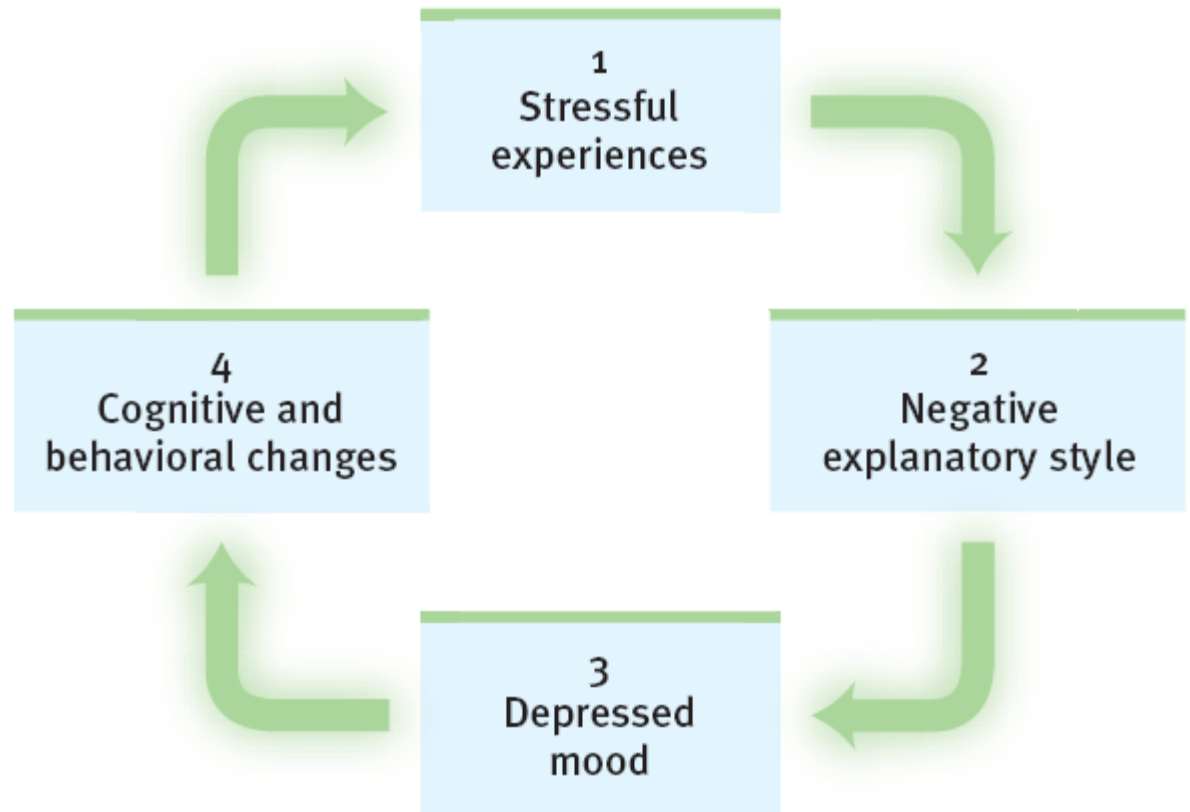 1
Stressful
experiences
2
Negative
explanatory style
3
Depressed
mood
4
Cognitive and
behavioral changes